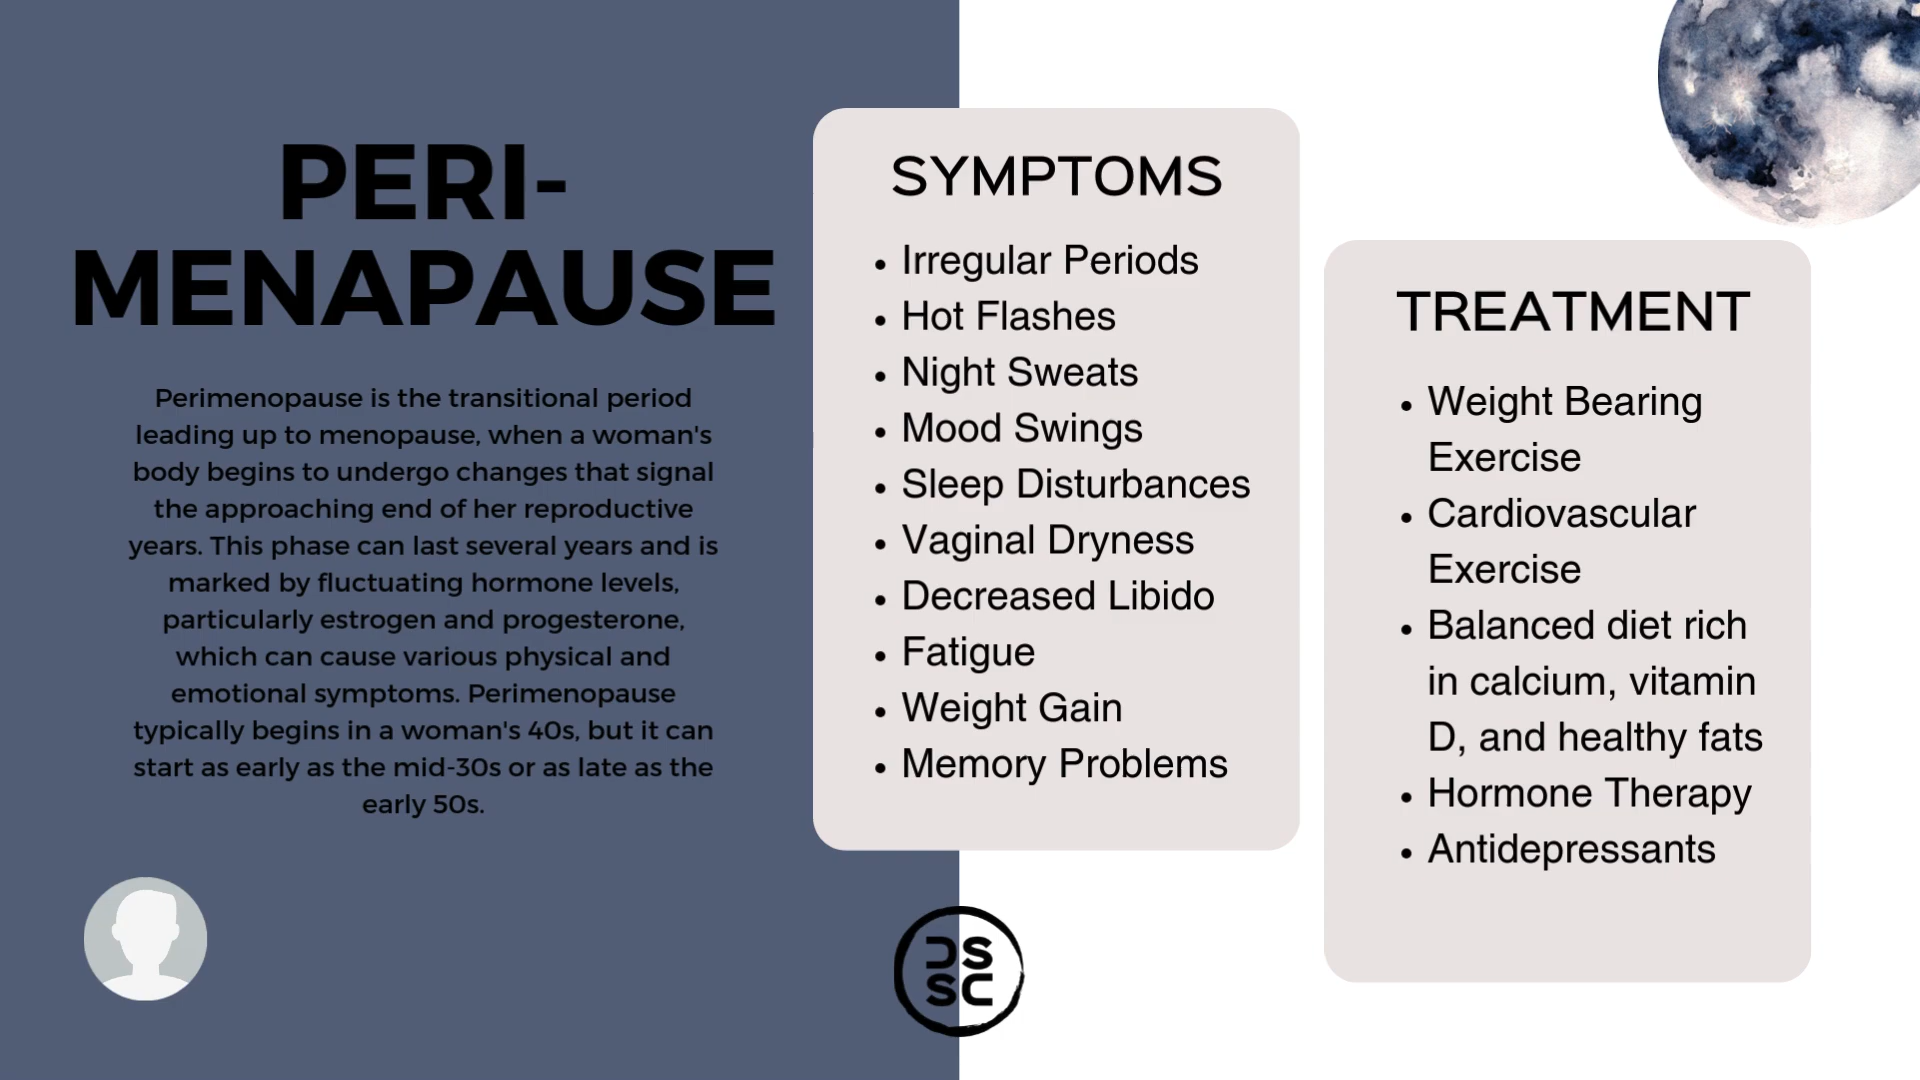 PERI-
MENAPAUSE
Perimenopause is the transitional period
leading up to menopause, when a woman's
body begins to undergo changes that signal
the approaching end of her reproductive
years. This phase can last several years and is
marked by fluctuating hormone levels,
particularly estrogen and progesterone,
which can cause various physical and
emotional symptoms. Perimenopause
typically begins in a woman's 40s, but it can
start as early as the mid-30s or as late as the
early 50s.
SYMPTOMS
• Irregular Periods
• Hot Flashes
• Night Sweats
• Mood Swings
• Sleep Disturbances
• Vaginal Dryness
• Decreased Libido
• Fatigue
• Weight Gain
• Memory Problems
TREATMENT
• Weight Bearing
Exercise
• Cardiovascular
Exercise
• Balanced diet rich
in calcium, vitamin
D, and healthy fats
• Hormone Therapy
• Antidepressants
DS
SC